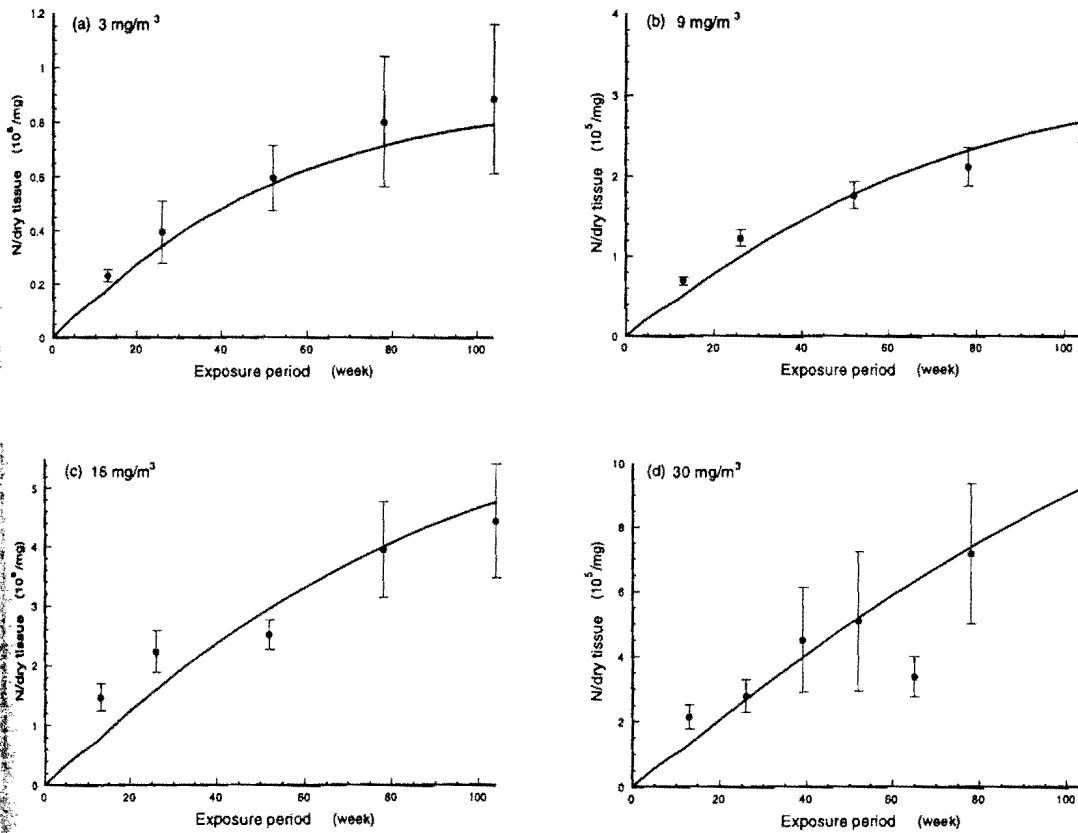 (a) 3 mg/m³
N/dry tissue (10⁵/mg)
1.2
1
0.8
0.6
0.4
0.2
0
0 20 40 60 80 100
Exposure period (week)
(b) 9 mg/m³
N/dry tissue (10⁵/mg)
4
3
2
1
0
0 20 40 60 80 100
Exposure period (week)
(c) 16 mg/m³
N/dry tissue (10⁵/mg)
5
4
3
2
1
0
0 20 40 60 80 100
Exposure period (week)
(d) 30 mg/m³
N/dry tissue (10⁵/mg)
10
8
6
4
2
0
0 20 40 60 80 100
Exposure period (week)